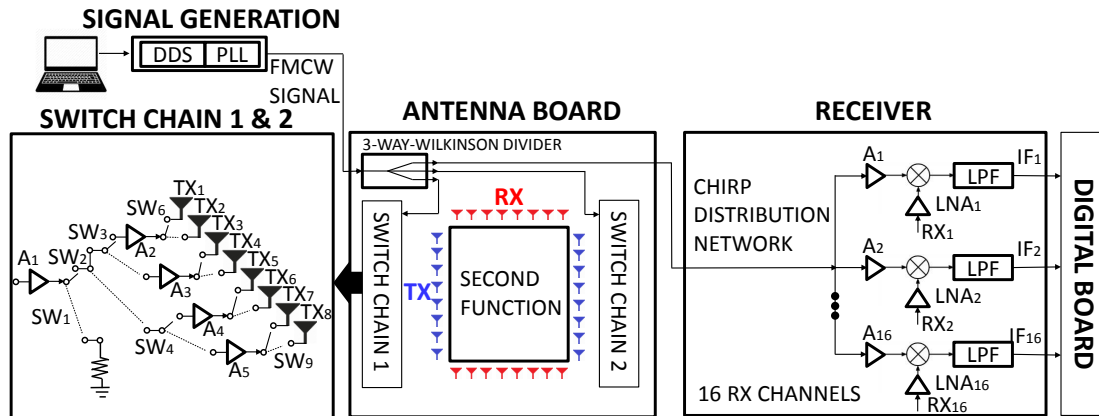 SIGNAL GENERATION
DDS PLL
FMCW
SIGNAL
SWITCH CHAIN 1 & 2
TX1
TX2
SW6
TX3
SW3
TX4
A2
TX5
A1
SW2
TX6
A3
TX7
TX8
SW1
A4
SW4
A5
SW9
ANTENNA BOARD
3-WAY-WILKINSON DIVIDER
RX
SWITCH CHAIN 1
TX
SECOND
FUNCTION
SWITCH CHAIN 2
RECEIVER
CHIRP
DISTRIBUTION
NETWORK
A1
LPF
IF1
LNA1
RX1
A2
LPF
IF2
LNA2
RX2
A16
LPF
IF16
LNA16
RX16
16 RX CHANNELS
DIGITAL BOARD